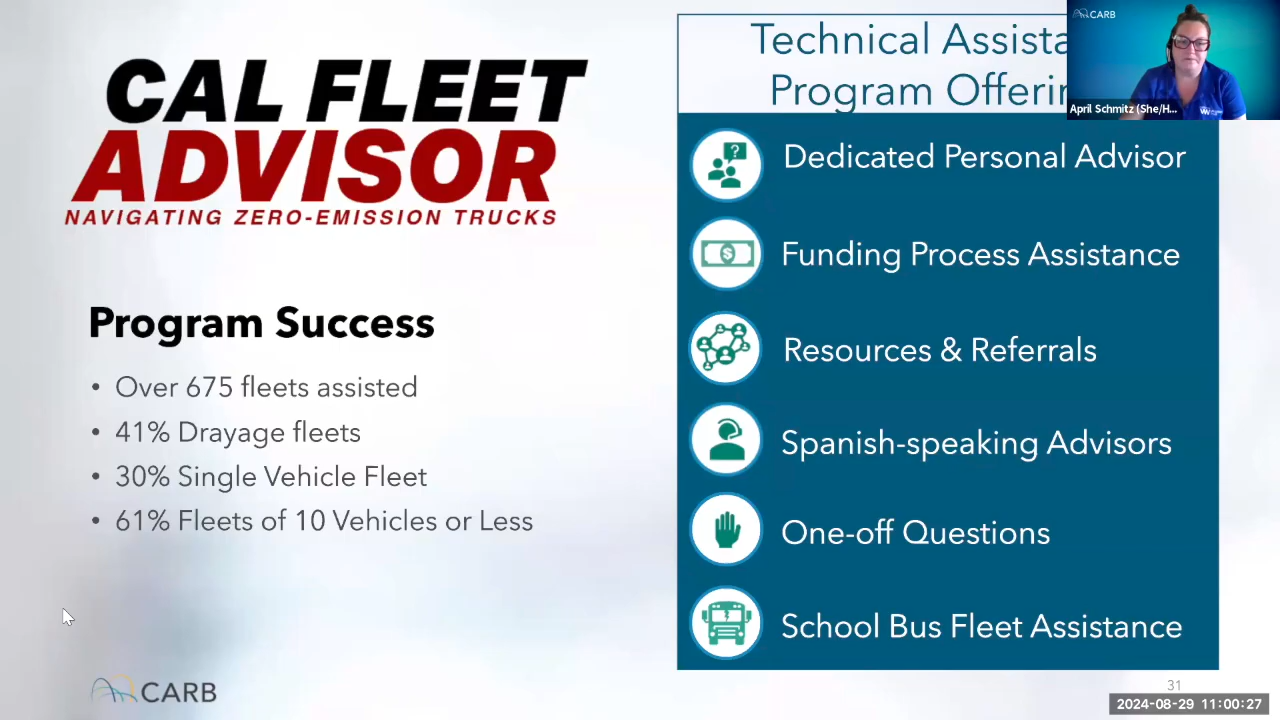 CAL FLEET
ADVISOR
NAVIGATING ZERO-EMISSION TRUCKS
Program Success
• Over 675 fleets assisted
• 41% Drayage fleets
• 30% Single Vehicle Fleet
• 61% Fleets of 10 Vehicles or Less
CARB
Technical
Program
Dedicated Personal Advisor
Funding Process Assistance
Resources & Referrals
Spanish-speaking Advisors
One-off Questions
School Bus Fleet Assistance
CARB
April Schmitz (She/H...
31
2024-08-29 11:00:27